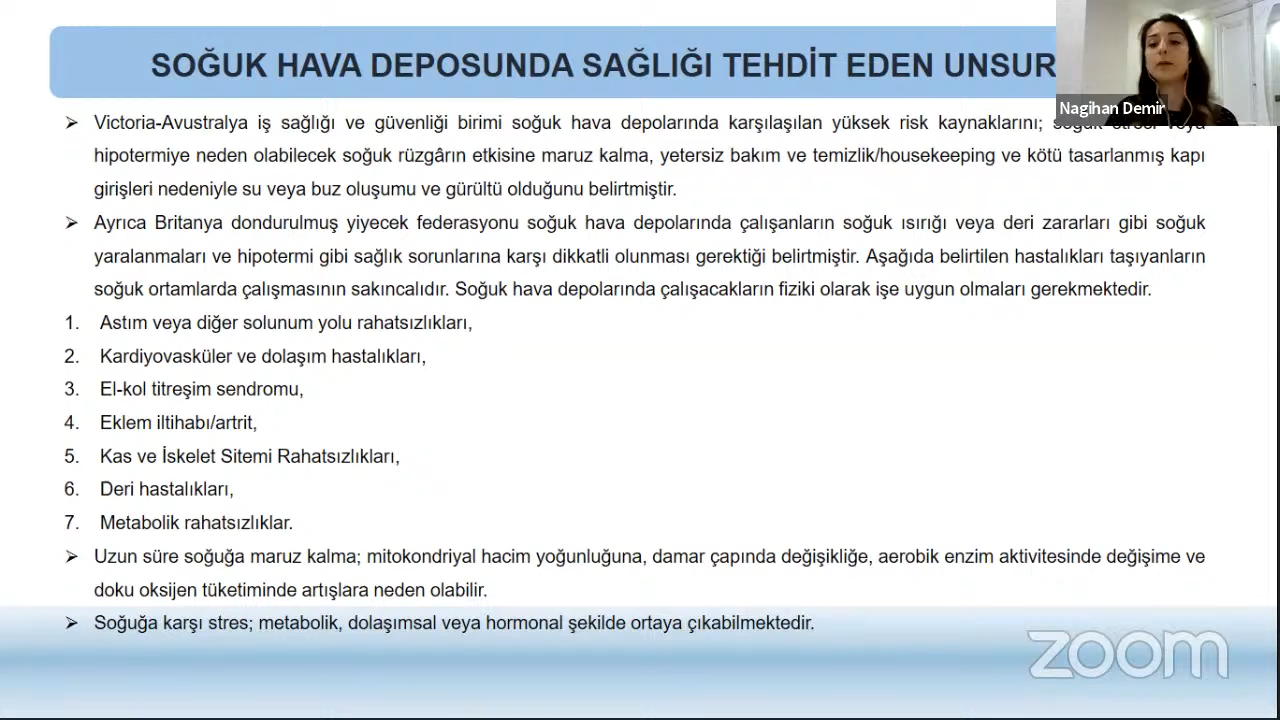 SOĞUK HAVA DEPOSUNDA SAĞLIĞI TEHDİT EDEN UNSUR
Nagihan Demir
➢ Victoria-Avustralya iş sağlığı ve güvenliği birimi soğuk hava depolarında karşılaşılan yüksek risk kaynaklarını; soğuk stresi veya
hipotermiye neden olabilecek soğuk rüzgârın etkisine maruz kalma, yetersiz bakım ve temizlik/housekeeping ve kötü tasarlanmış kapı
girişleri nedeniyle su veya buz oluşumu ve gürültü olduğunu belirtmiştir.
➢ Ayrıca Britanya dondurulmuş yiyecek federasyonu soğuk hava depolarında çalışanların soğuk ısırığı veya deri zararları gibi soğuk
yaralanmaları ve hipotermi gibi sağlık sorunlarına karşı dikkatli olunması gerektiği belirtmiştir. Aşağıda belirtilen hastalıkları taşıyanların
soğuk ortamlarda çalışmasının sakıncalıdır. Soğuk hava depolarında çalışacakların fiziki olarak işe uygun olmaları gerekmektedir.
1. Astım veya diğer solunum yolu rahatsızlıkları,
2. Kardiyovasküler ve dolaşım hastalıkları,
3. El-kol titreşim sendromu,
4. Eklem iltihabı/artrit,
5. Kas ve İskelet Sitemi Rahatsızlıkları,
6. Deri hastalıkları,
7. Metabolik rahatsızlıklar.
➢ Uzun süre soğuğa maruz kalma; mitokondriyal hacim yoğunluğuna, damar çapında değişikliğe, aerobik enzim aktivitesinde değişime ve
doku oksijen tüketiminde artışlara neden olabilir.
➢ Soğuğa karşı stres; metabolik, dolaşımsal veya hormonal şekilde ortaya çıkabilmektedir.
zoom